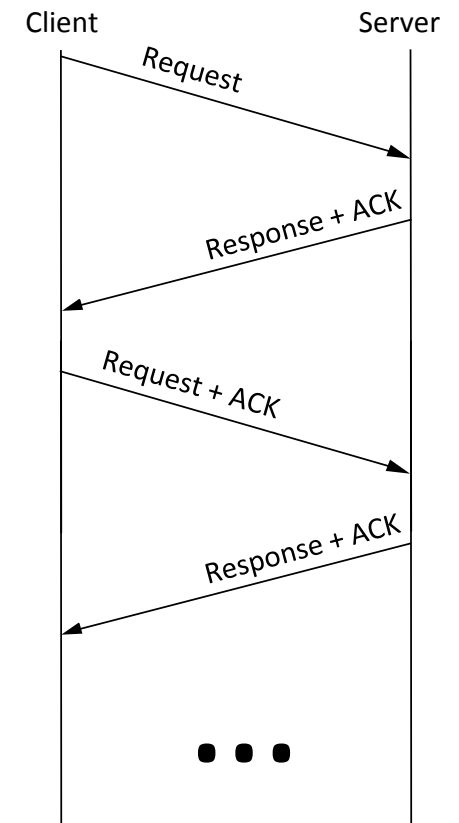 Client
Server
Request
Response + ACK
Request + ACK
Response + ACK